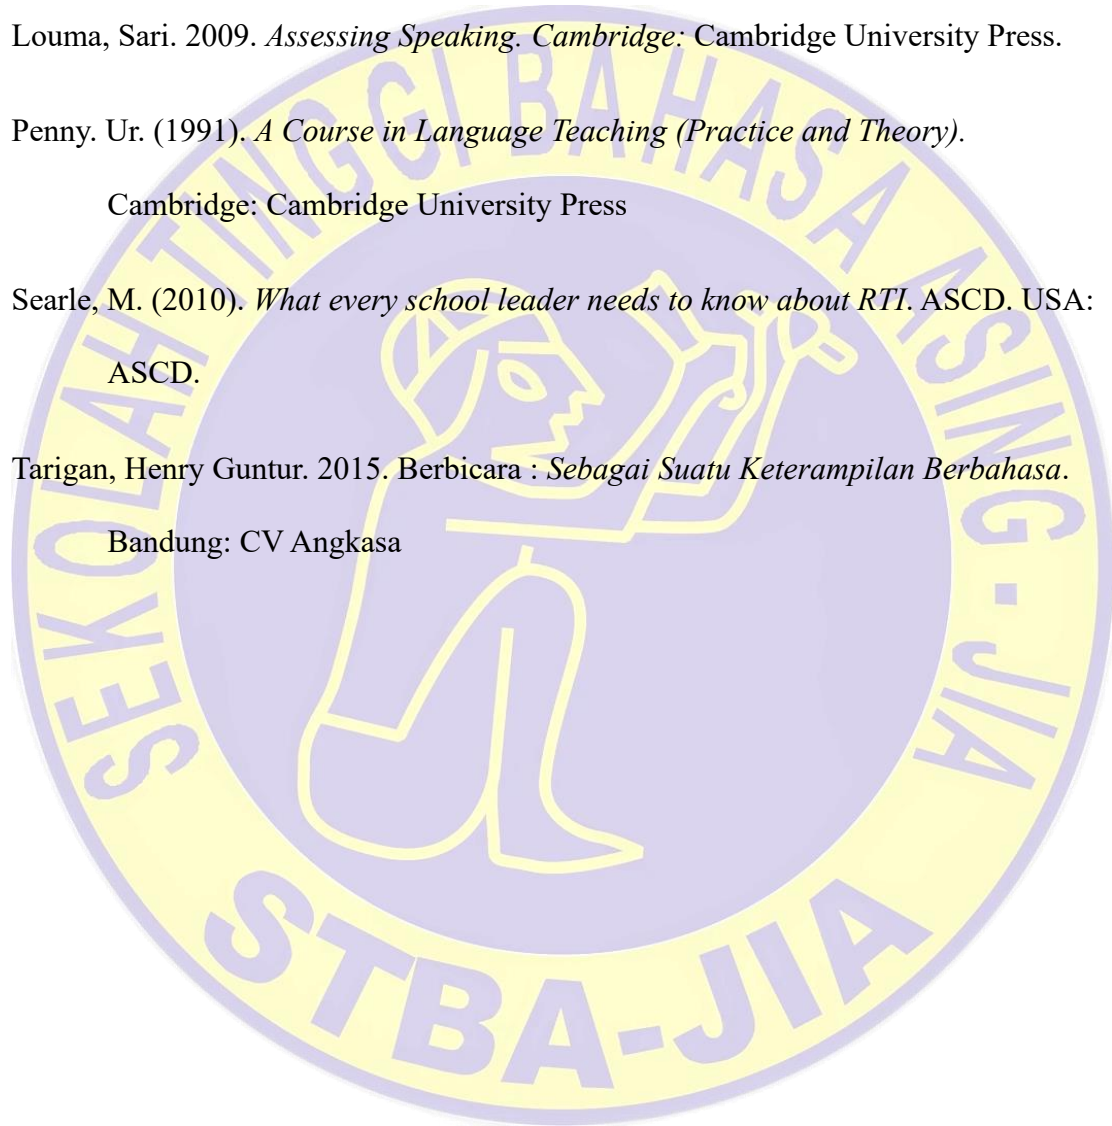 Louma, Sari. 2009. Assessing Speaking. Cambridge: Cambridge University Press.
Penny. Ur. (1991). A Course in Language Teaching (Practice and Theory).
Cambridge: Cambridge University Press
Searle, M. (2010). What every school leader needs to know about RTI. ASCD. USA:
ASCD.
Tarigan, Henry Guntur. 2015. Berbicara : Sebagai Suatu Keterampilan Berbahasa.
Bandung: CV Angkasa
SEKOLAH TINGGI BAHASA ASING - JIA
STBA-JIA